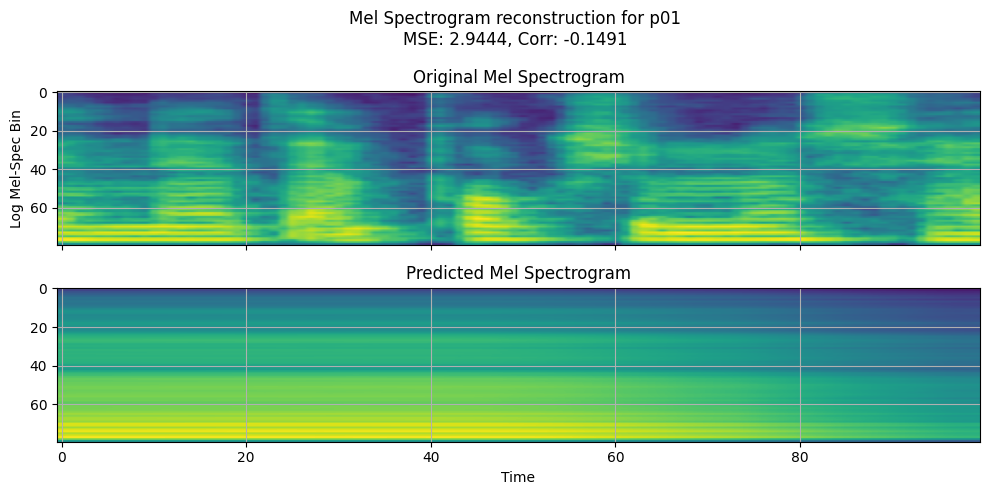 Mel Spectrogram reconstruction for p01
MSE: 2.9444, Corr: -0.1491
Original Mel Spectrogram
Log Mel-Spec Bin
0
20
40
60
Predicted Mel Spectrogram
0
20
40
60
0 20 40 60 80
Time